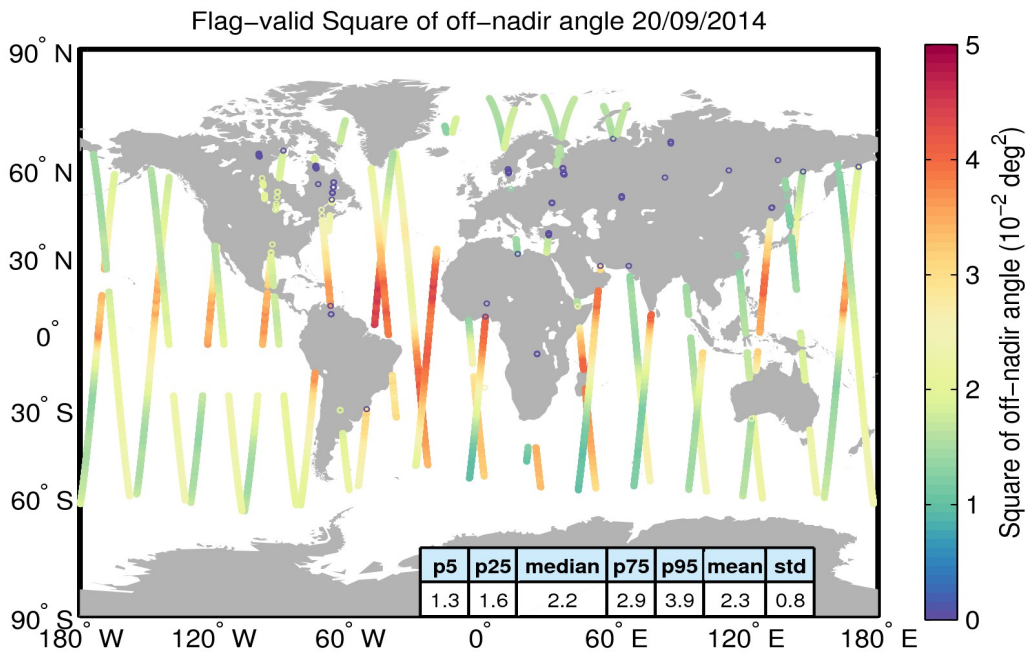 Flag−valid Square of off−nadir angle 20/09/2014
90° N
60° N
30° N
0°
30° S
60° S
90° S
180° W
120° W
60° W
0°
60° E
120° E
180° E
p5 p25 median p75 p95 mean std
1.3 1.6 2.2 2.9 3.9 2.3 0.8
5
4
3
2
1
0
Square of off−nadir angle (10⁻² deg²)